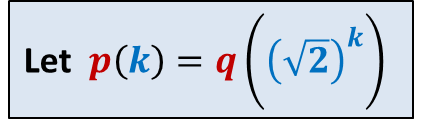 Let p(k) = q((√2)^k)